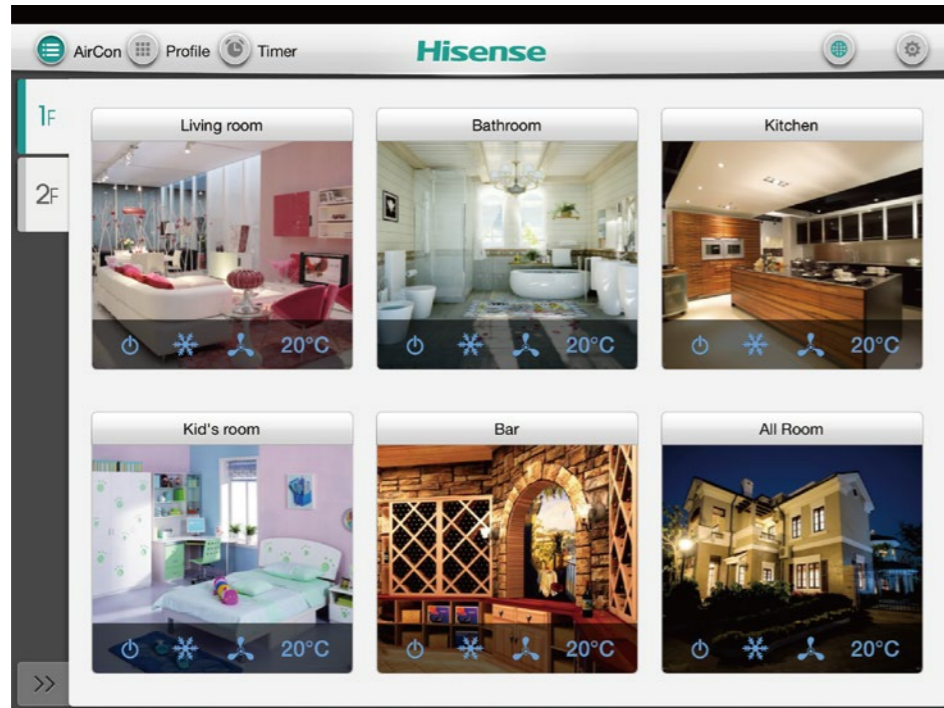 AirCon Profile Timer Hisense
1F
2F
Living room Bathroom Kitchen
20°C 20°C 20°C
Kid's room Bar All Room
20°C 20°C 20°C
>>